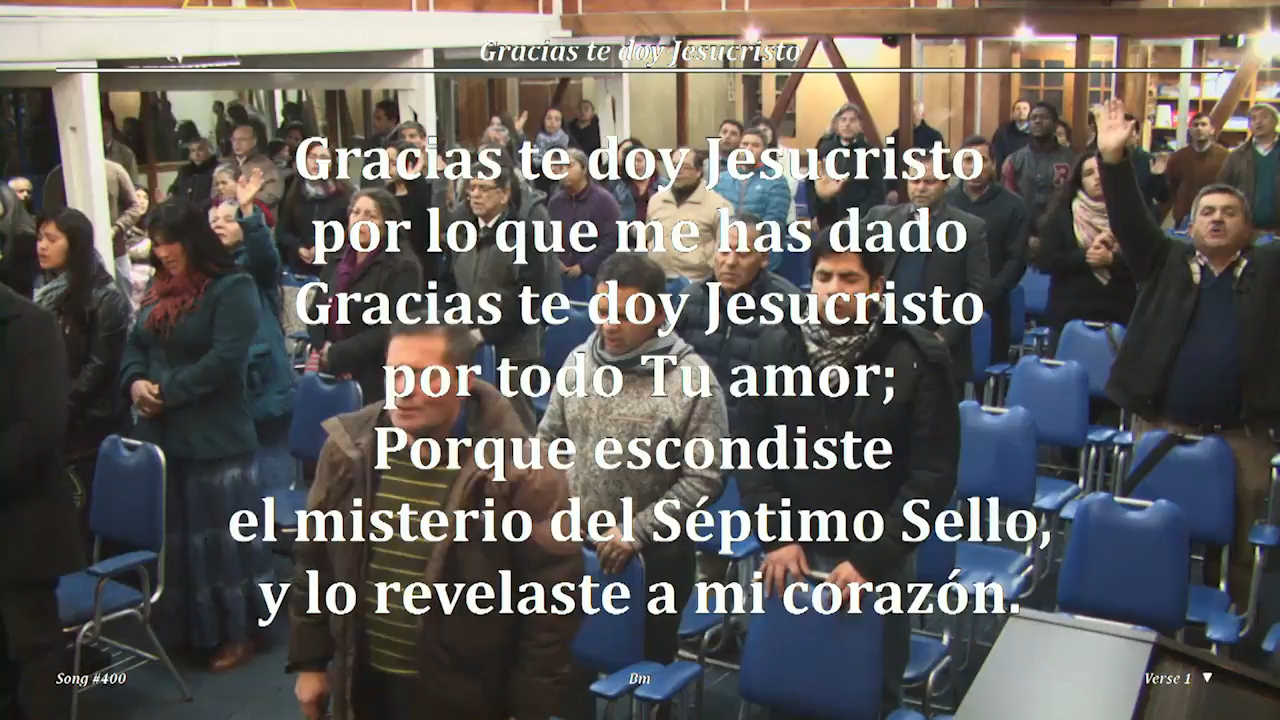 Gracias te doy Jesucristo
Gracias te doy Jesucristo
por lo que me has dado
Gracias te doy Jesucristo
por todo Tu amor;
Porque escondiste
el misterio del Séptimo Sello,
y lo revelaste a mi corazón.
Song #400
Bm
Verse 1 ▼